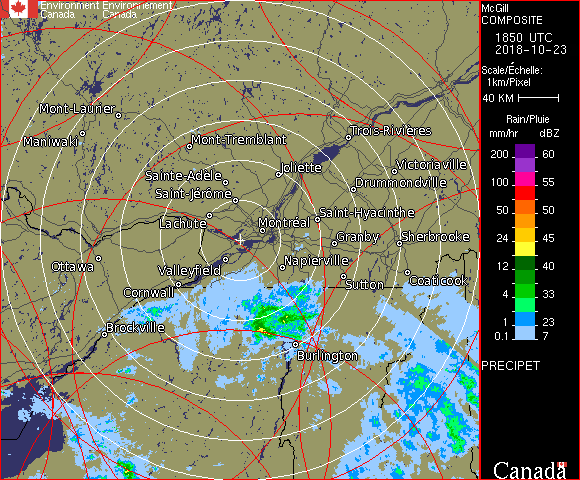 Environment Environnement
Canada Canada
McGill
COMPOSITE
1850 UTC
2018-10-23
Scale/Échelle:
1km/Pixel
40 KM
Rain/Pluie
mm/hr dBZ
200 60
100 55
50 50
24 45
12 40
4 33
1 23
0.1 7
PRECIPET
Canada
Mont-Laurier
Maniwaki
Mont-Tremblant
Trois-Rivières
Joliette
Victoriaville
Sainte-Adèle
Drummondville
Saint-Jérôme
Saint-Hyacinthe
Lachute
Montréal
Granby
Sherbrooke
Ottawa
Valleyfield
Napierville
Sutton
Coaticook
Cornwall
Brockville
Burlington